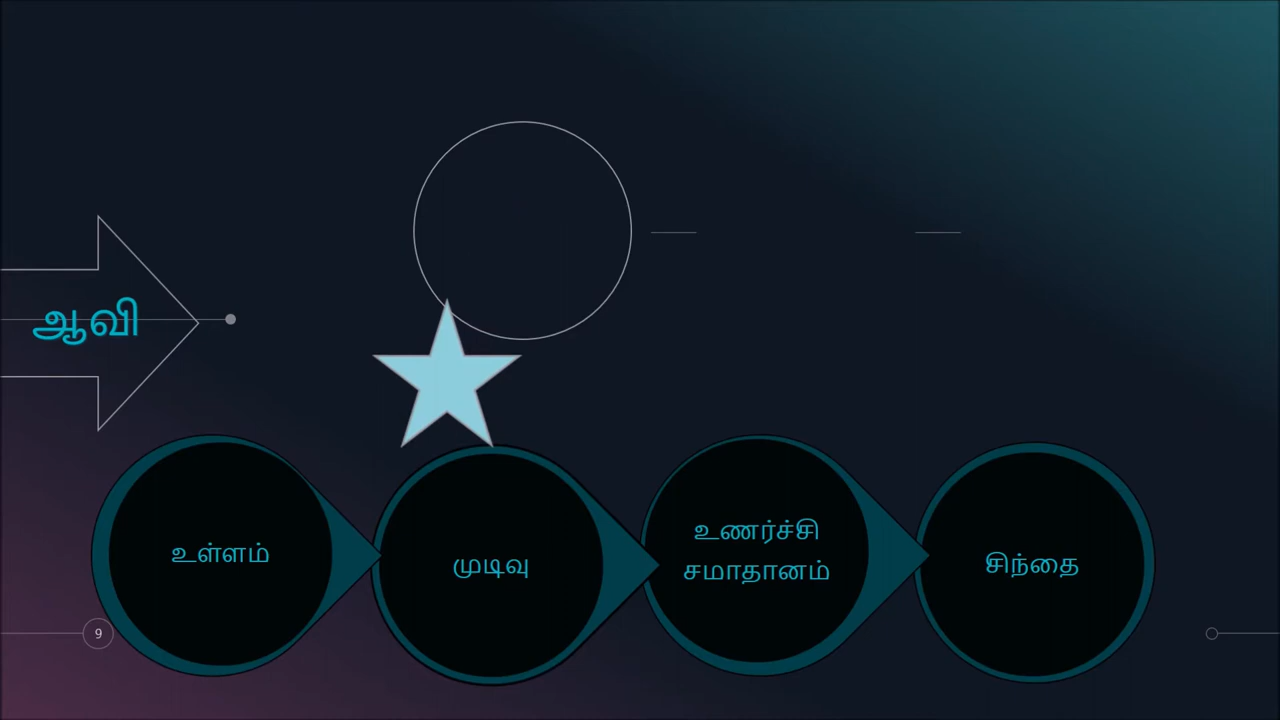 ஆவி
உள்ளம்
முடிவு
உணர்ச்சி
சமாதானம்
சிந்தை
9